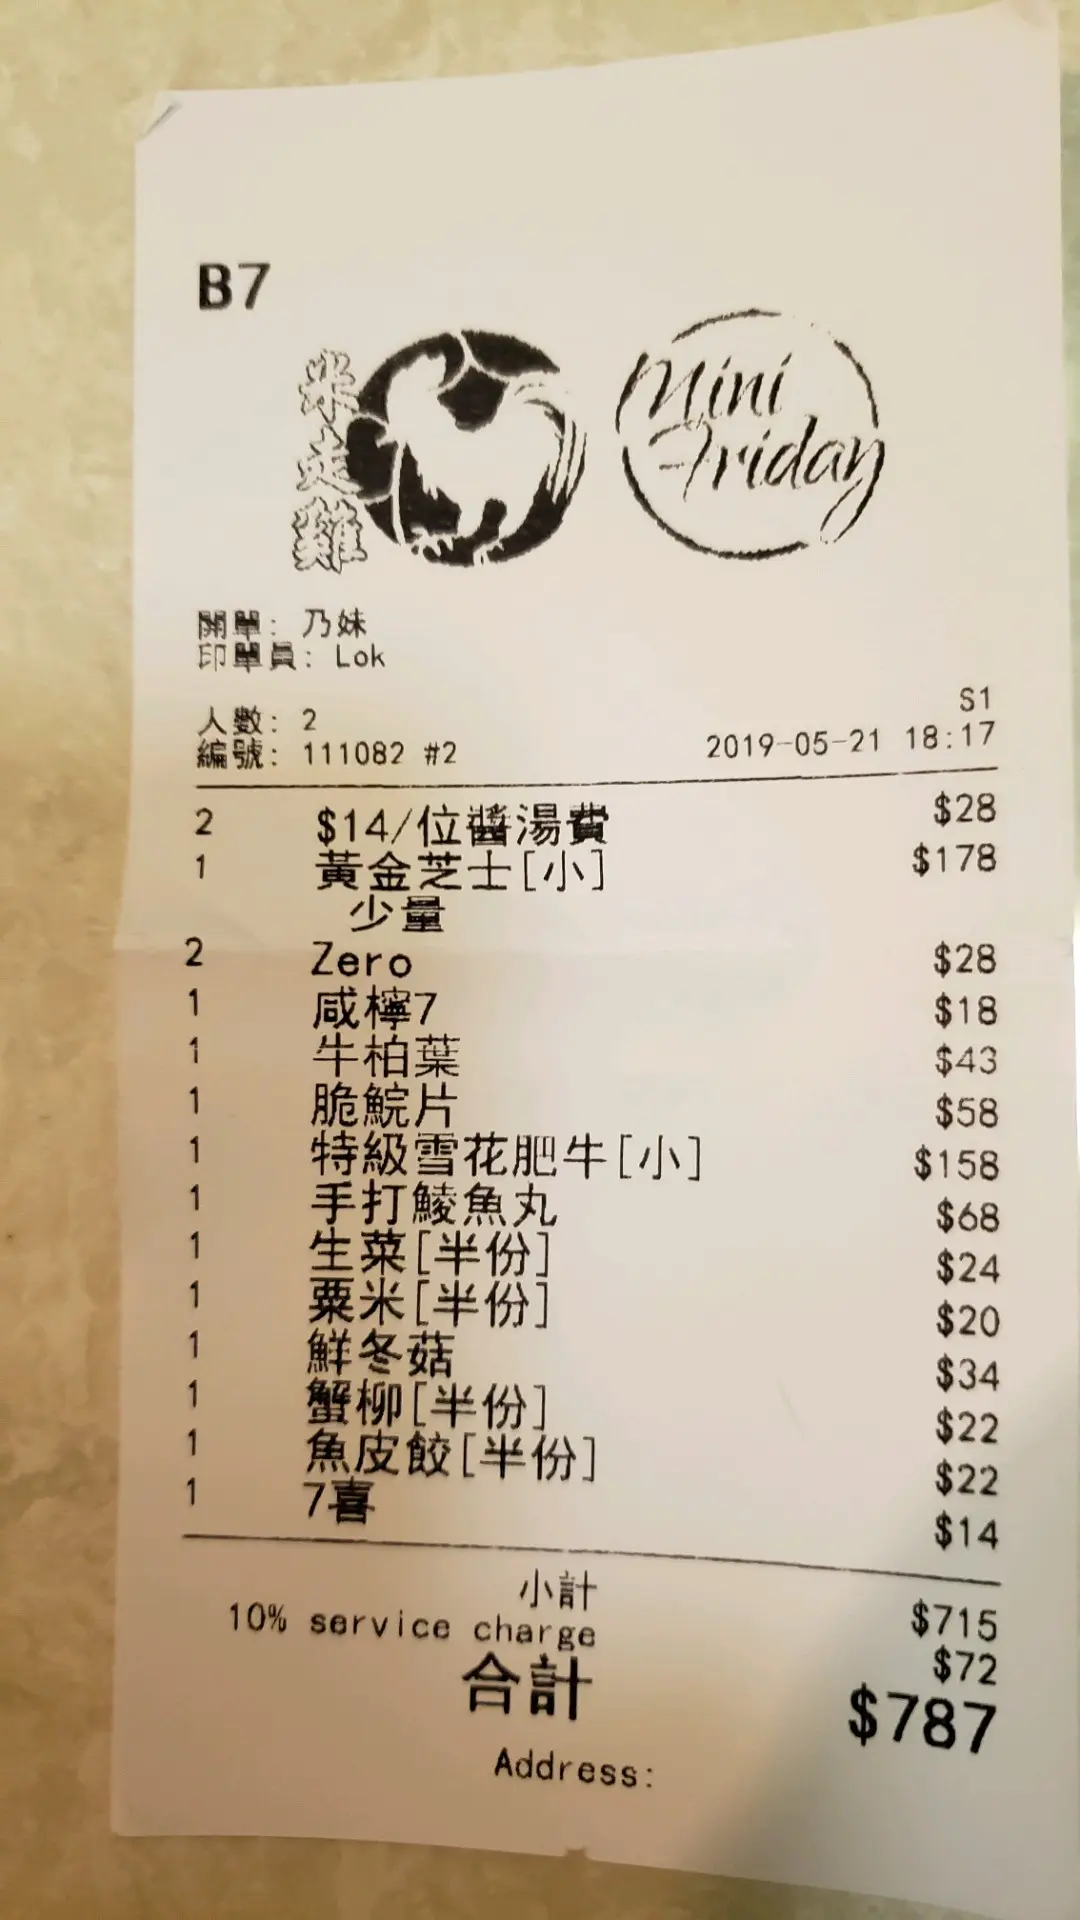 B7
米走雞
Mini
Friday
開單: 乃妹
印單員: Lok
S1
人數: 2
編號: 111082 #2 2019-05-21 18:17
2 $14/位醬湯費 $28
1 黃金芝士[小] $178
少量
2 Zero $28
1 咸檸7 $18
1 牛柏葉 $43
1 脆鯇片 $58
1 特級雪花肥牛[小] $158
1 手打鯪魚丸 $68
1 生菜[半份] $24
1 粟米[半份] $20
1 鮮冬菇 $34
1 蟹柳[半份] $22
1 魚皮餃[半份] $22
1 7喜 $14
小計 $715
10% service charge $72
合計 $787
Address: